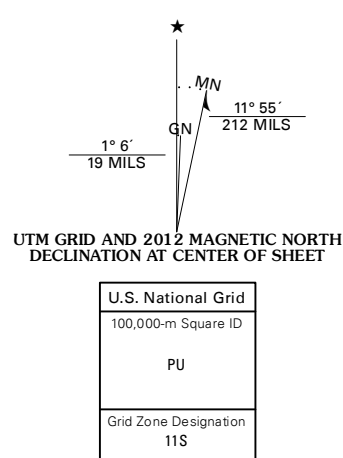 MN
11° 55´
212 MILS
GN
1° 6´
19 MILS
UTM GRID AND 2012 MAGNETIC NORTH
DECLINATION AT CENTER OF SHEET
U.S. National Grid
100,000-m Square ID
PU
Grid Zone Designation
11S